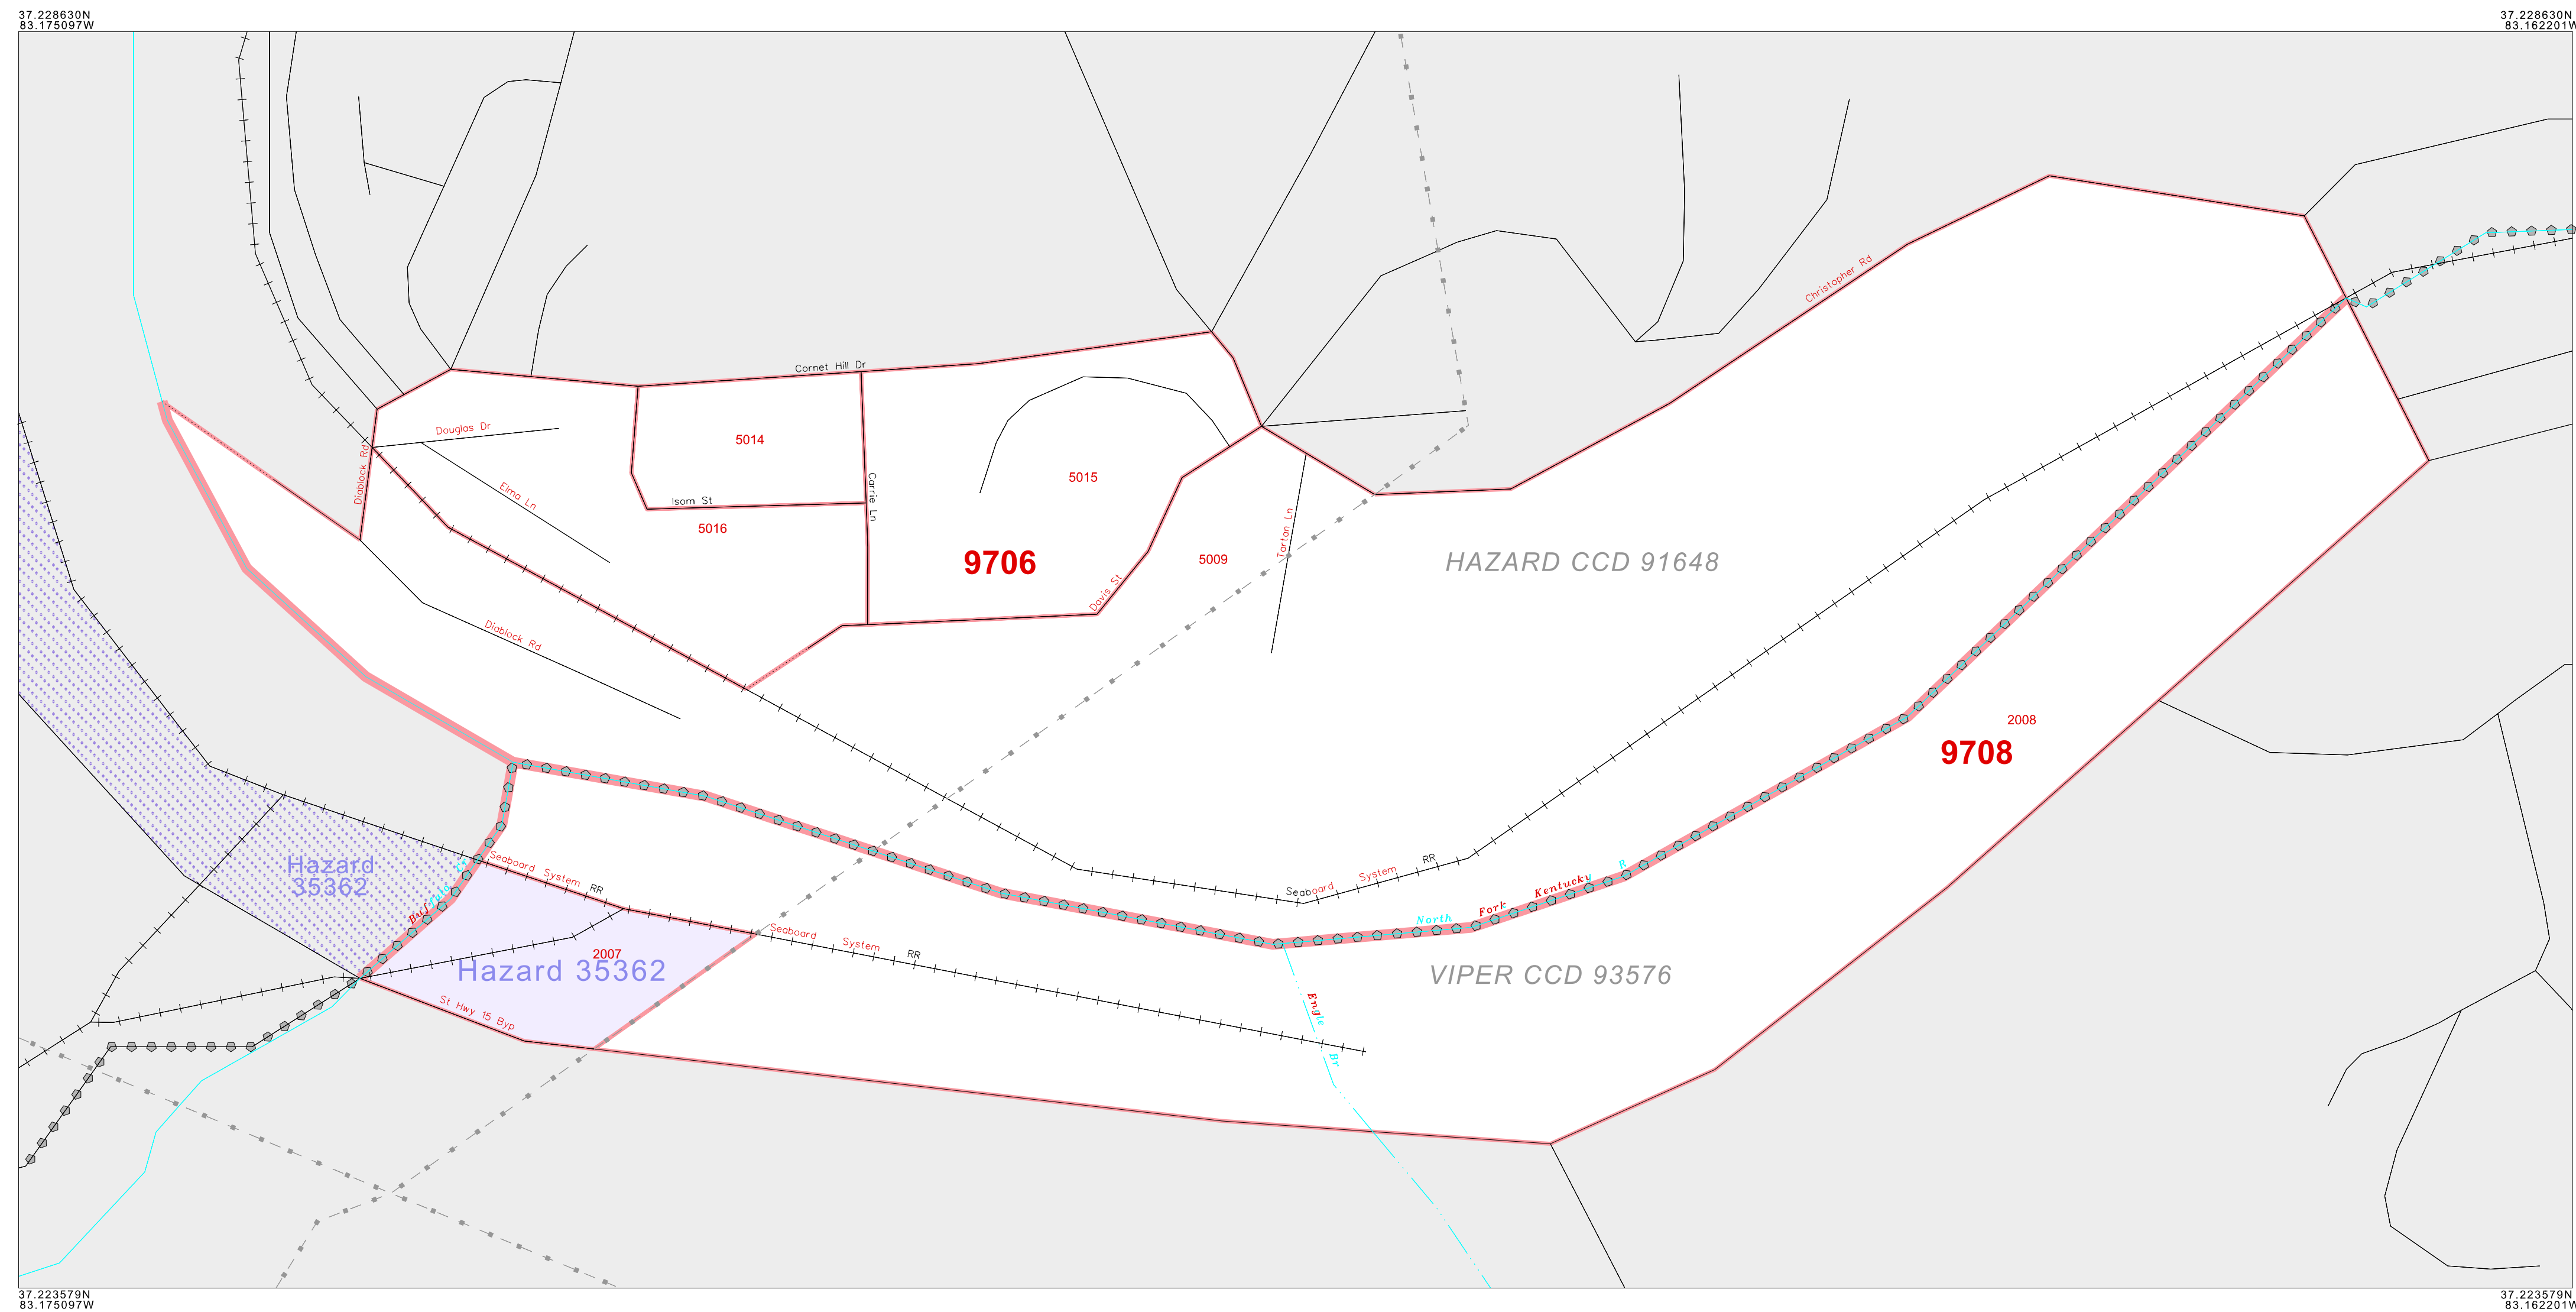 37.228630N
83.175097W
37.228630N
83.162201W
Christopher Rd
Cornet Hill Dr
Douglas Dr
5014
Diablock Rd
Elma Ln
Isom St
Carrie Ln
5015
5016
9706
5009
Tarton Ln
HAZARD CCD 91648
Davis St
Diablock Rd
2008
9708
Hazard
35362
Seaboard System RR
Seaboard System RR
North Fork Kentucky R
Seaboard System RR
2007
Hazard 35362
VIPER CCD 93576
St Hwy 15 Byp
Engle Br
37.223579N
83.175097W
37.223579N
83.162201W